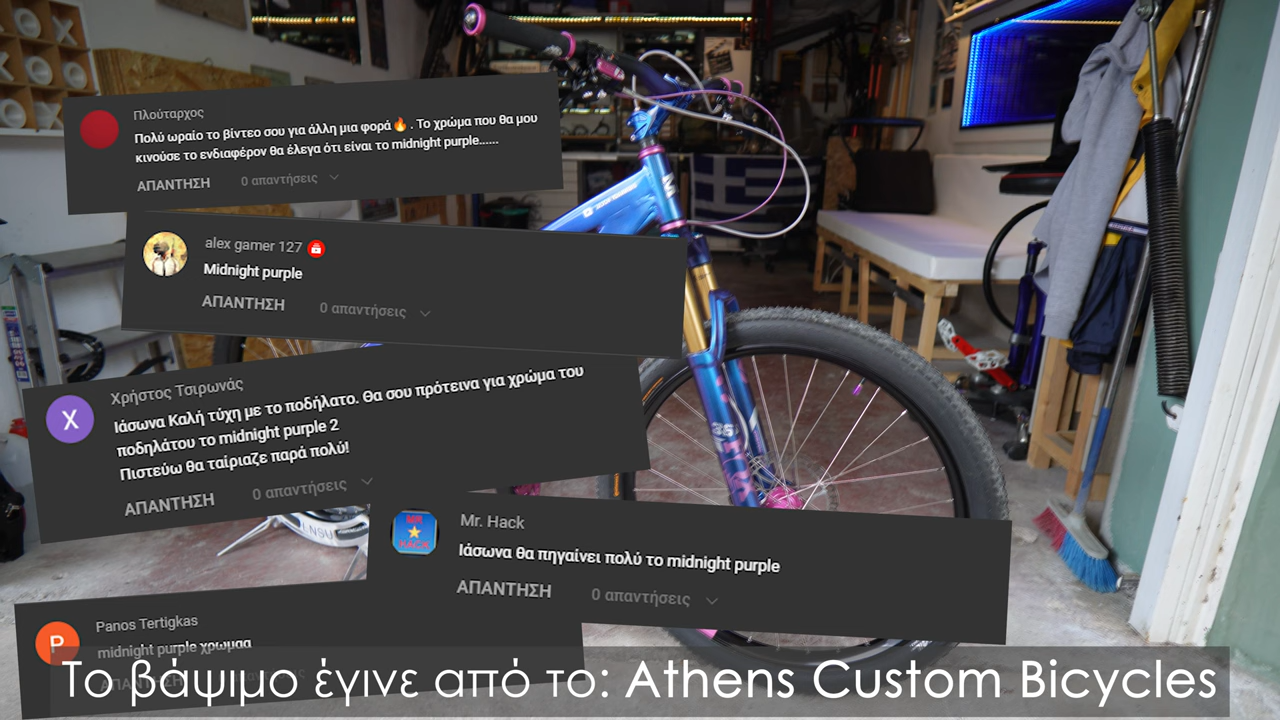 Πλούταρχος
Πολύ ωραίο το βίντεο σου για άλλη μια φορά🔥. Το χρώμα που θα μου
κινούσε το ενδιαφέρον θα έλεγα ότι είναι το midnight purple......
ΑΠΑΝΤΗΣΗ 0 απαντήσεις
alex gamer 127
Midnight purple
ΑΠΑΝΤΗΣΗ 0 απαντήσεις
X
Χρήστος Τσιρωνάς
Ιάσωνα Καλή τύχη με το ποδήλατο. Θα σου πρότεινα για χρώμα του
ποδηλάτου το midnight purple 2
Πιστεύω θα ταίριαζε παρά πολύ!
ΑΠΑΝΤΗΣΗ 0 απαντήσεις
MR HACK
Mr. Hack
Ιάσωνα θα πηγαίνει πολύ το midnight purple
ΑΠΑΝΤΗΣΗ 0 απαντήσεις
P
Panos Tertigkas
midnight purple χρωμαα
Το βάψιμο έγινε από το: Athens Custom Bicycles